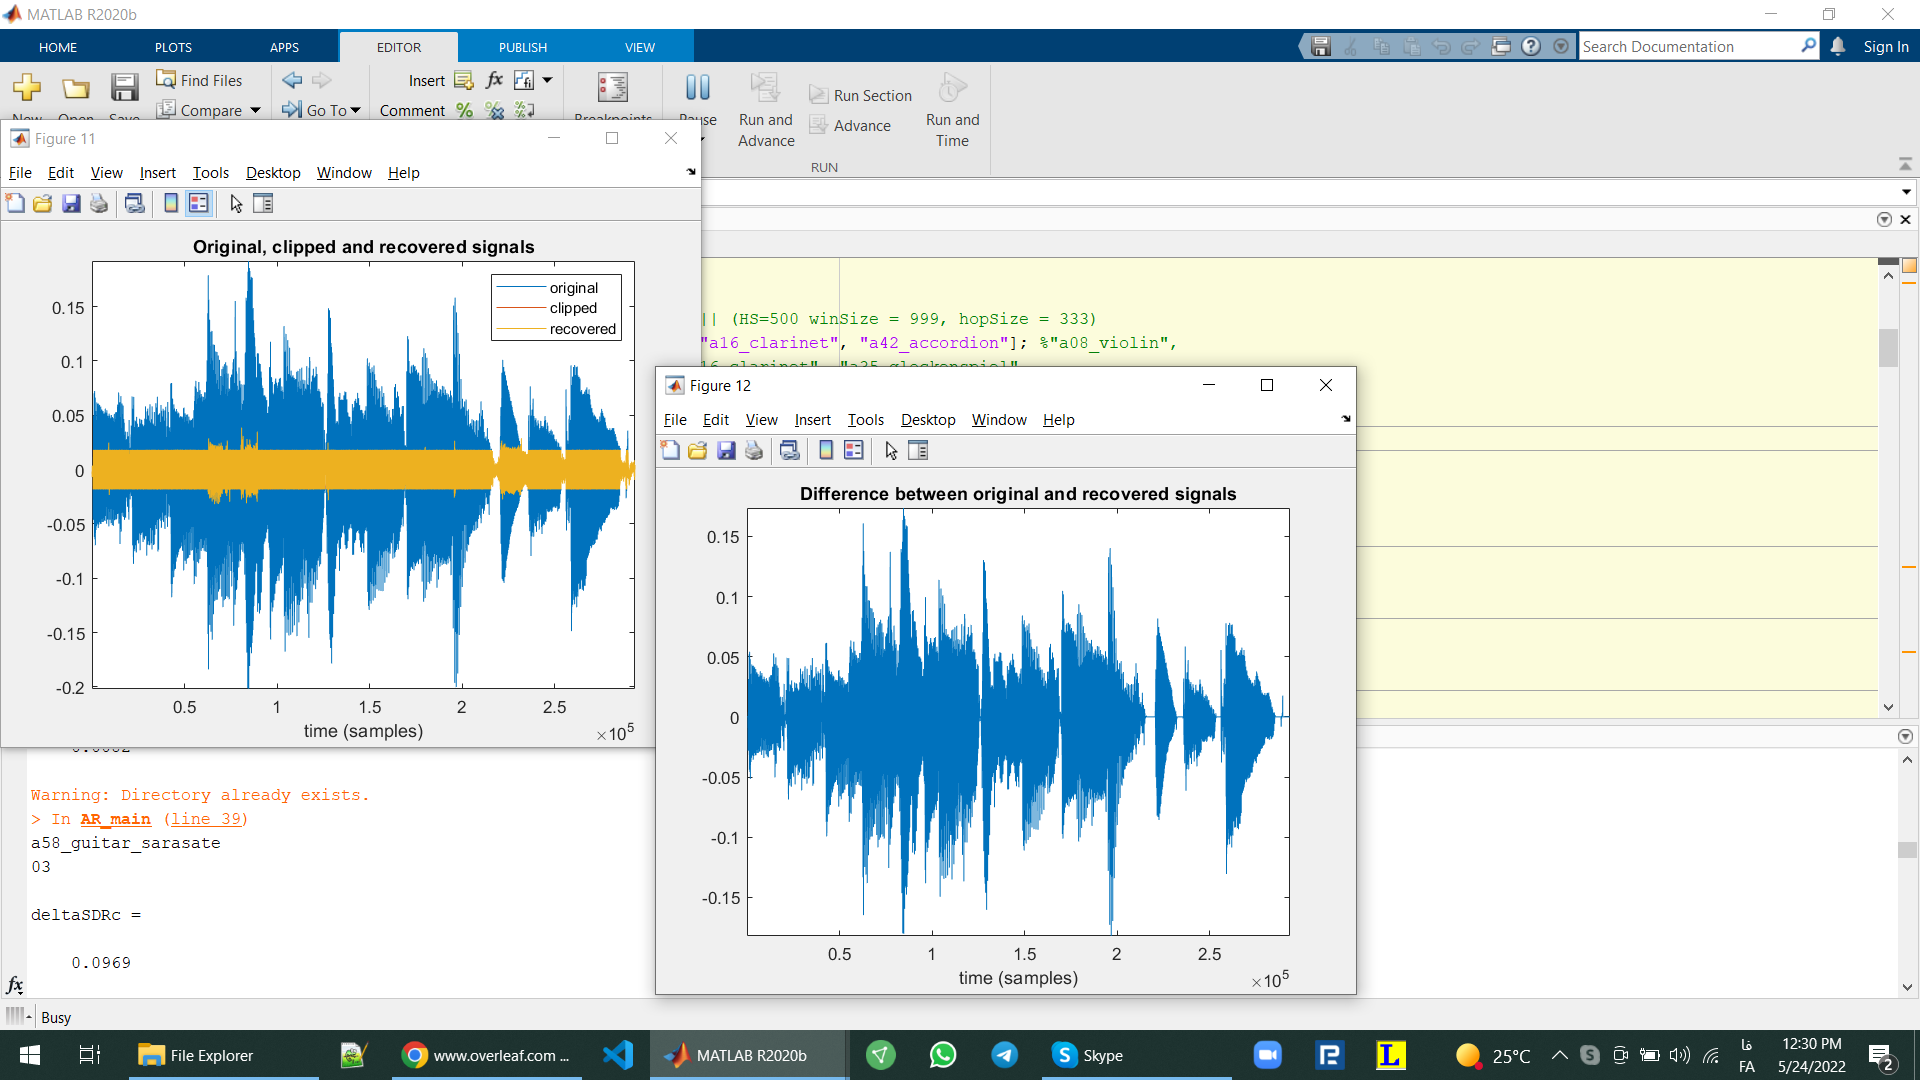 MATLAB R2020b
HOME PLOTS APPS EDITOR PUBLISH VIEW
Search Documentation
Sign In
Find Files
Compare
Go To
Insert
Comment
Run and Advance
Run Section
Advance
Run and Time
RUN
Figure 11
File Edit View Insert Tools Desktop Window Help
Original, clipped and recovered signals
original
clipped
recovered
0.15
0.1
0.05
0
-0.05
-0.1
-0.15
-0.2
0.5 1 1.5 2 2.5
time (samples)
×10^5
|| (HS=500 winSize = 999, hopSize = 333)
"a16_clarinet", "a42_accordion"]; %"a08_violin",
Figure 12
File Edit View Insert Tools Desktop Window Help
Difference between original and recovered signals
0.15
0.1
0.05
0
-0.05
-0.1
-0.15
0.5 1 1.5 2 2.5
time (samples)
×10^5
Warning: Directory already exists.
> In AR_main (line 39)
a58_guitar_sarasate
03
deltaSDRc =
0.0969
fx
Busy
File Explorer
www.overleaf.com ...
MATLAB R2020b
Skype
25°C
فا
FA
12:30 PM
5/24/2022
2